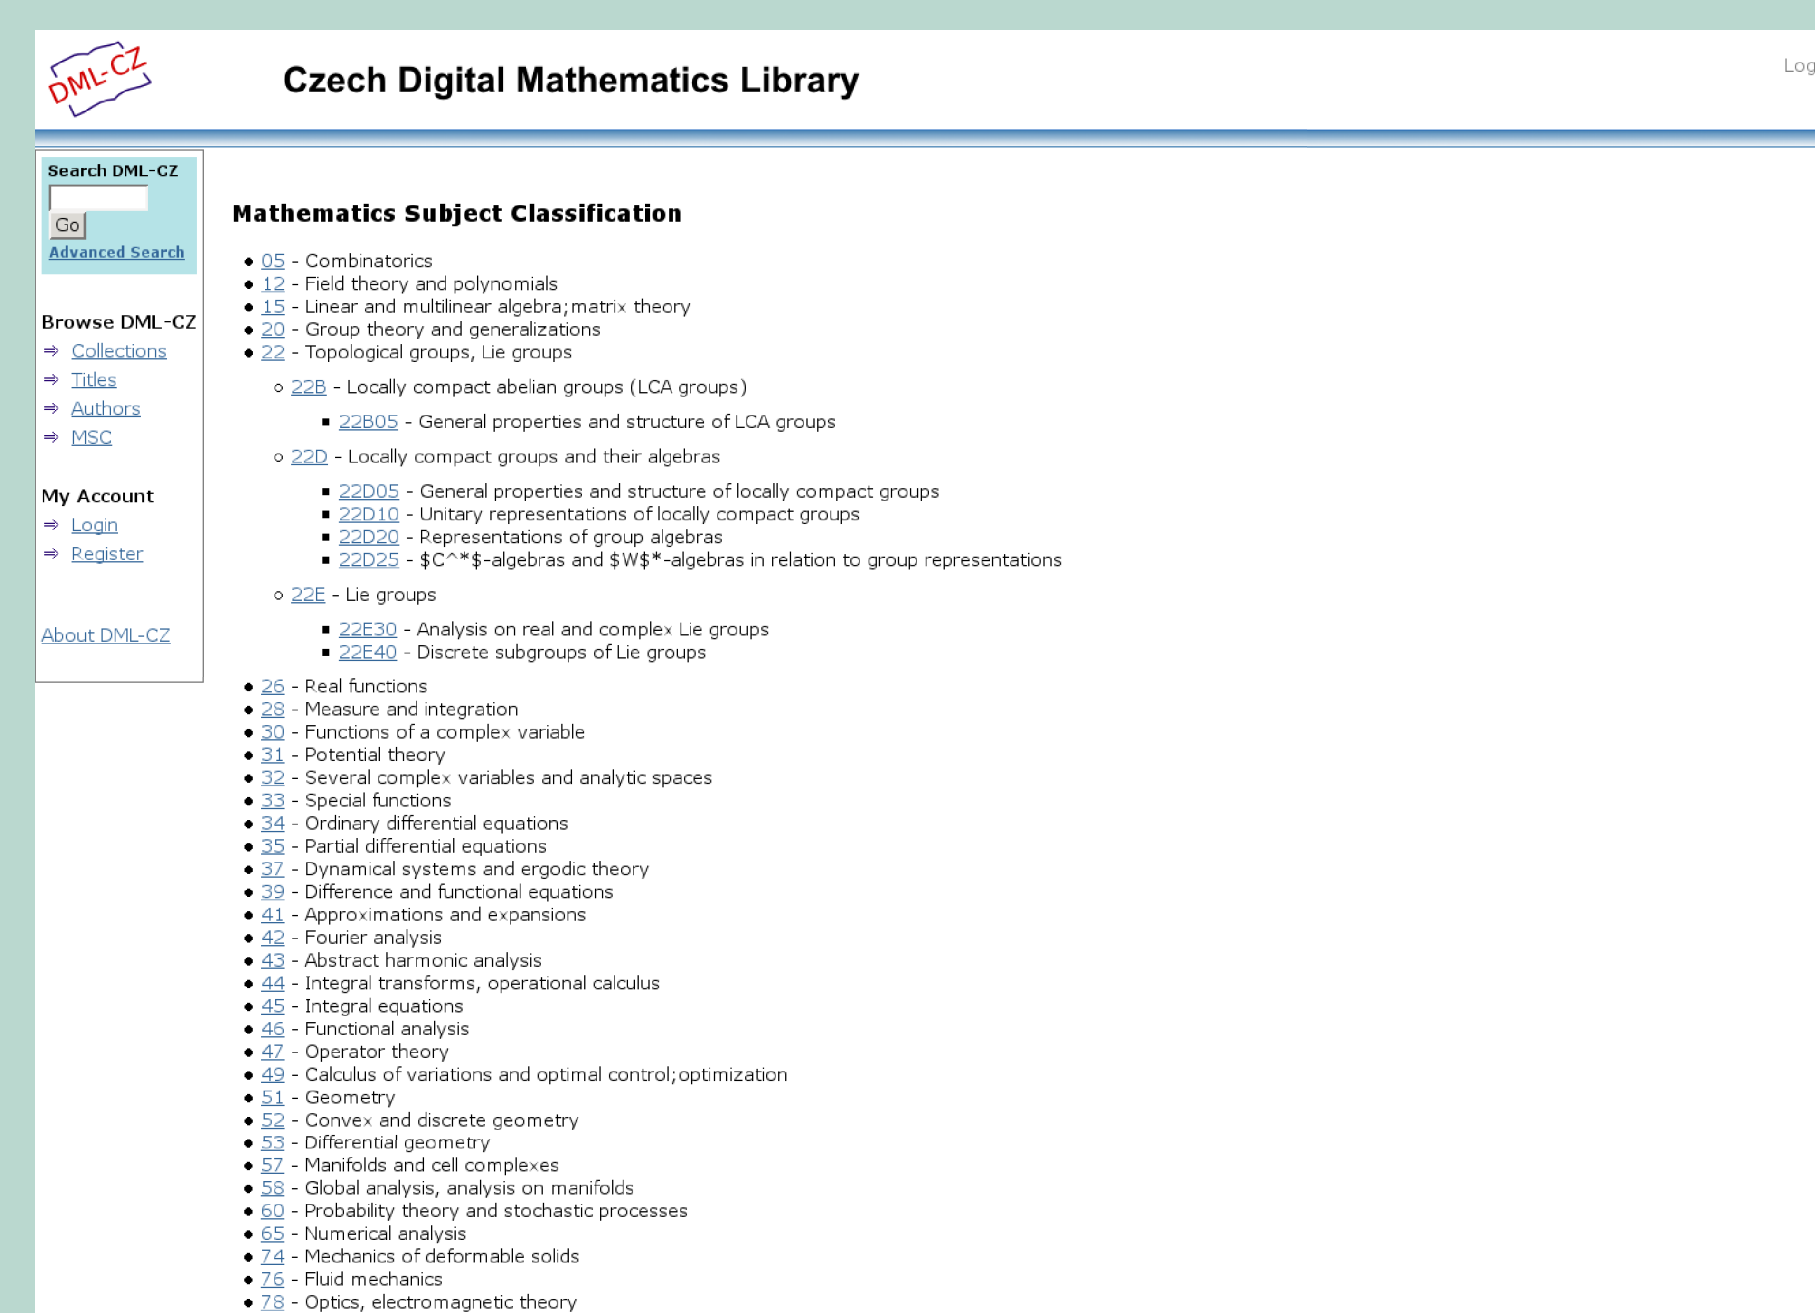 DML-CZ
Czech Digital Mathematics Library
Log
Search DML-CZ
Go
Advanced Search
Browse DML-CZ
⇒ Collections
⇒ Titles
⇒ Authors
⇒ MSC
My Account
⇒ Login
⇒ Register
About DML-CZ
Mathematics Subject Classification
• 05 - Combinatorics
• 12 - Field theory and polynomials
• 15 - Linear and multilinear algebra;matrix theory
• 20 - Group theory and generalizations
• 22 - Topological groups, Lie groups
◦ 22B - Locally compact abelian groups (LCA groups)
▪ 22B05 - General properties and structure of LCA groups
◦ 22D - Locally compact groups and their algebras
▪ 22D05 - General properties and structure of locally compact groups
▪ 22D10 - Unitary representations of locally compact groups
▪ 22D20 - Representations of group algebras
▪ 22D25 - $C^*$-algebras and $W$*-algebras in relation to group representations
◦ 22E - Lie groups
▪ 22E30 - Analysis on real and complex Lie groups
▪ 22E40 - Discrete subgroups of Lie groups
• 26 - Real functions
• 28 - Measure and integration
• 30 - Functions of a complex variable
• 31 - Potential theory
• 32 - Several complex variables and analytic spaces
• 33 - Special functions
• 34 - Ordinary differential equations
• 35 - Partial differential equations
• 37 - Dynamical systems and ergodic theory
• 39 - Difference and functional equations
• 41 - Approximations and expansions
• 42 - Fourier analysis
• 43 - Abstract harmonic analysis
• 44 - Integral transforms, operational calculus
• 45 - Integral equations
• 46 - Functional analysis
• 47 - Operator theory
• 49 - Calculus of variations and optimal control;optimization
• 51 - Geometry
• 52 - Convex and discrete geometry
• 53 - Differential geometry
• 57 - Manifolds and cell complexes
• 58 - Global analysis, analysis on manifolds
• 60 - Probability theory and stochastic processes
• 65 - Numerical analysis
• 74 - Mechanics of deformable solids
• 76 - Fluid mechanics
• 78 - Optics, electromagnetic theory